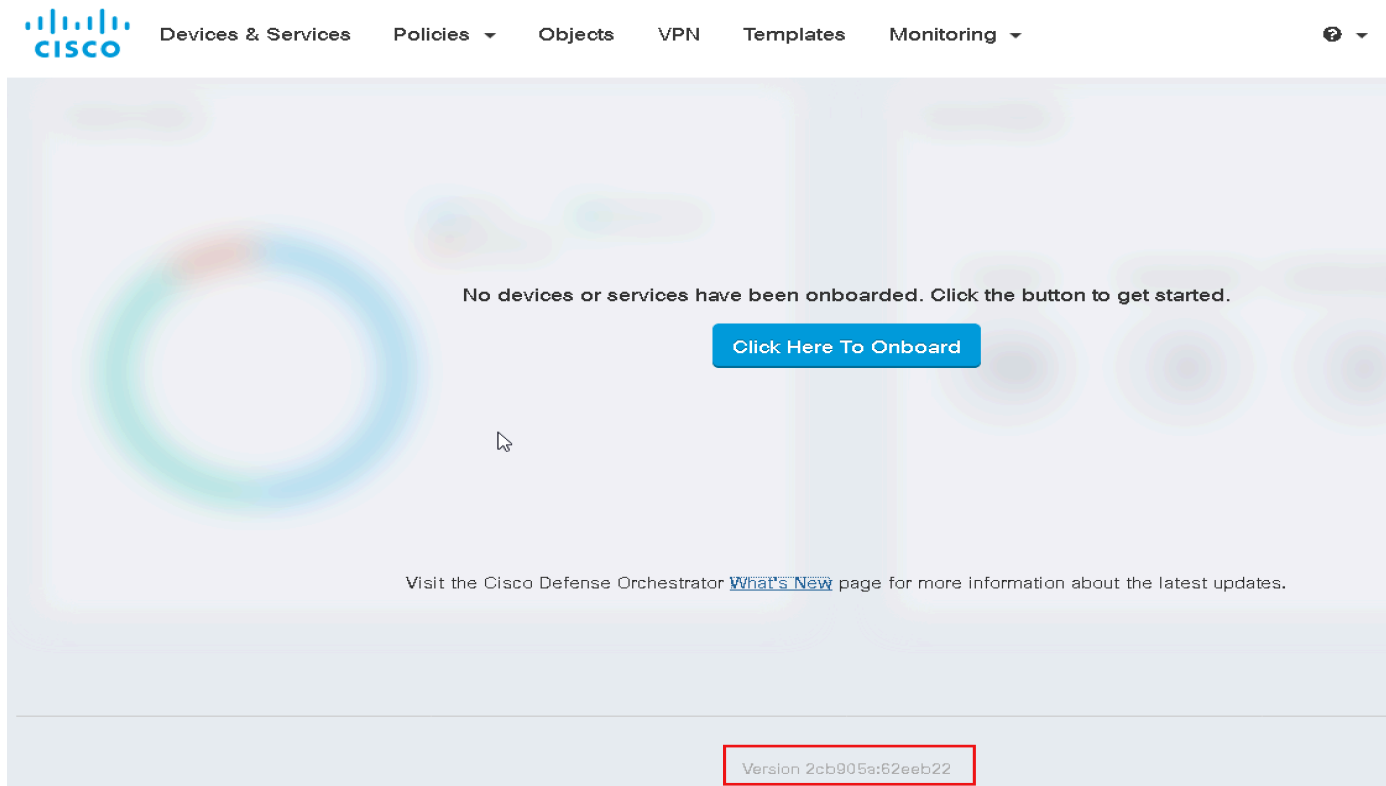 CISCO
Devices & Services Policies Objects VPN Templates Monitoring ?
No devices or services have been onboarded. Click the button to get started.
Click Here To Onboard
Visit the Cisco Defense Orchestrator What's New page for more information about the latest updates.
Version 2cb905a:62eeb22